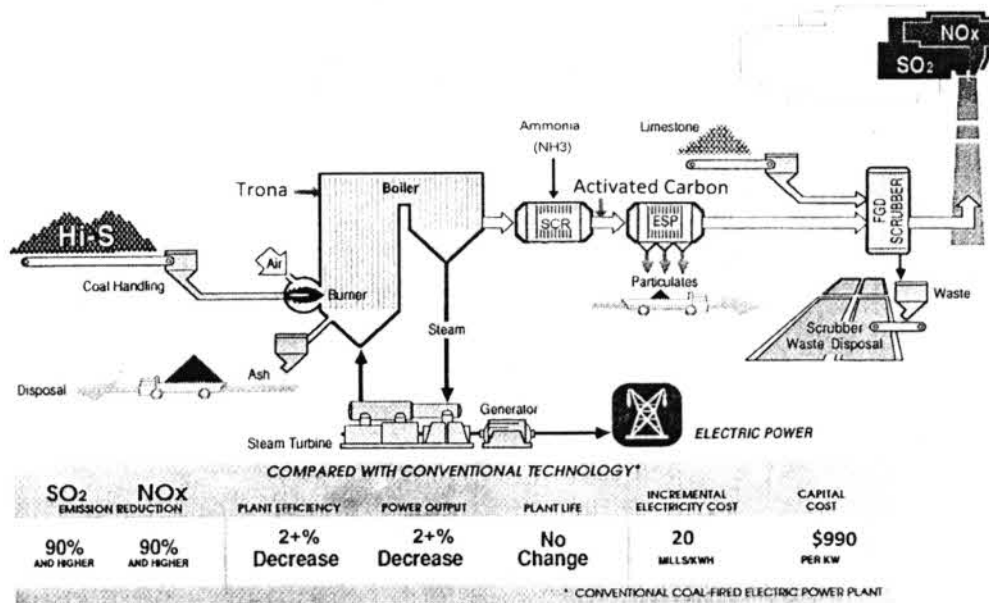 NOx
SO2
Ammonia
(NH3)
Limestone
Trona
Boiler
Activated Carbon
SCR
ESP
FGD
SCRUBBER
Hi-S
Air
Coal Handling
Burner
Particulates
Steam
Waste
Scrubber
Waste Disposal
Ash
Disposal
Generator
Steam Turbine
ELECTRIC POWER
COMPARED WITH CONVENTIONAL TECHNOLOGY*
SO2 NOx
EMISSION REDUCTION
PLANT EFFICIENCY
POWER OUTPUT
PLANT LIFE
INCREMENTAL
ELECTRICITY COST
CAPITAL
COST
90%
AND HIGHER
90%
AND HIGHER
2+%
Decrease
2+%
Decrease
No
Change
20
MILLS/KWH
$990
PER KW
* CONVENTIONAL COAL-FIRED ELECTRIC POWER PLANT